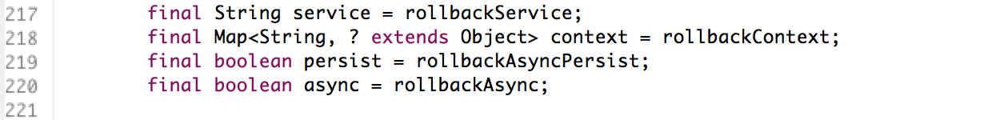 217 final String service = rollbackService;
218 final Map<String, ? extends Object> context = rollbackContext;
219 final boolean persist = rollbackAsyncPersist;
220 final boolean async = rollbackAsync;
221